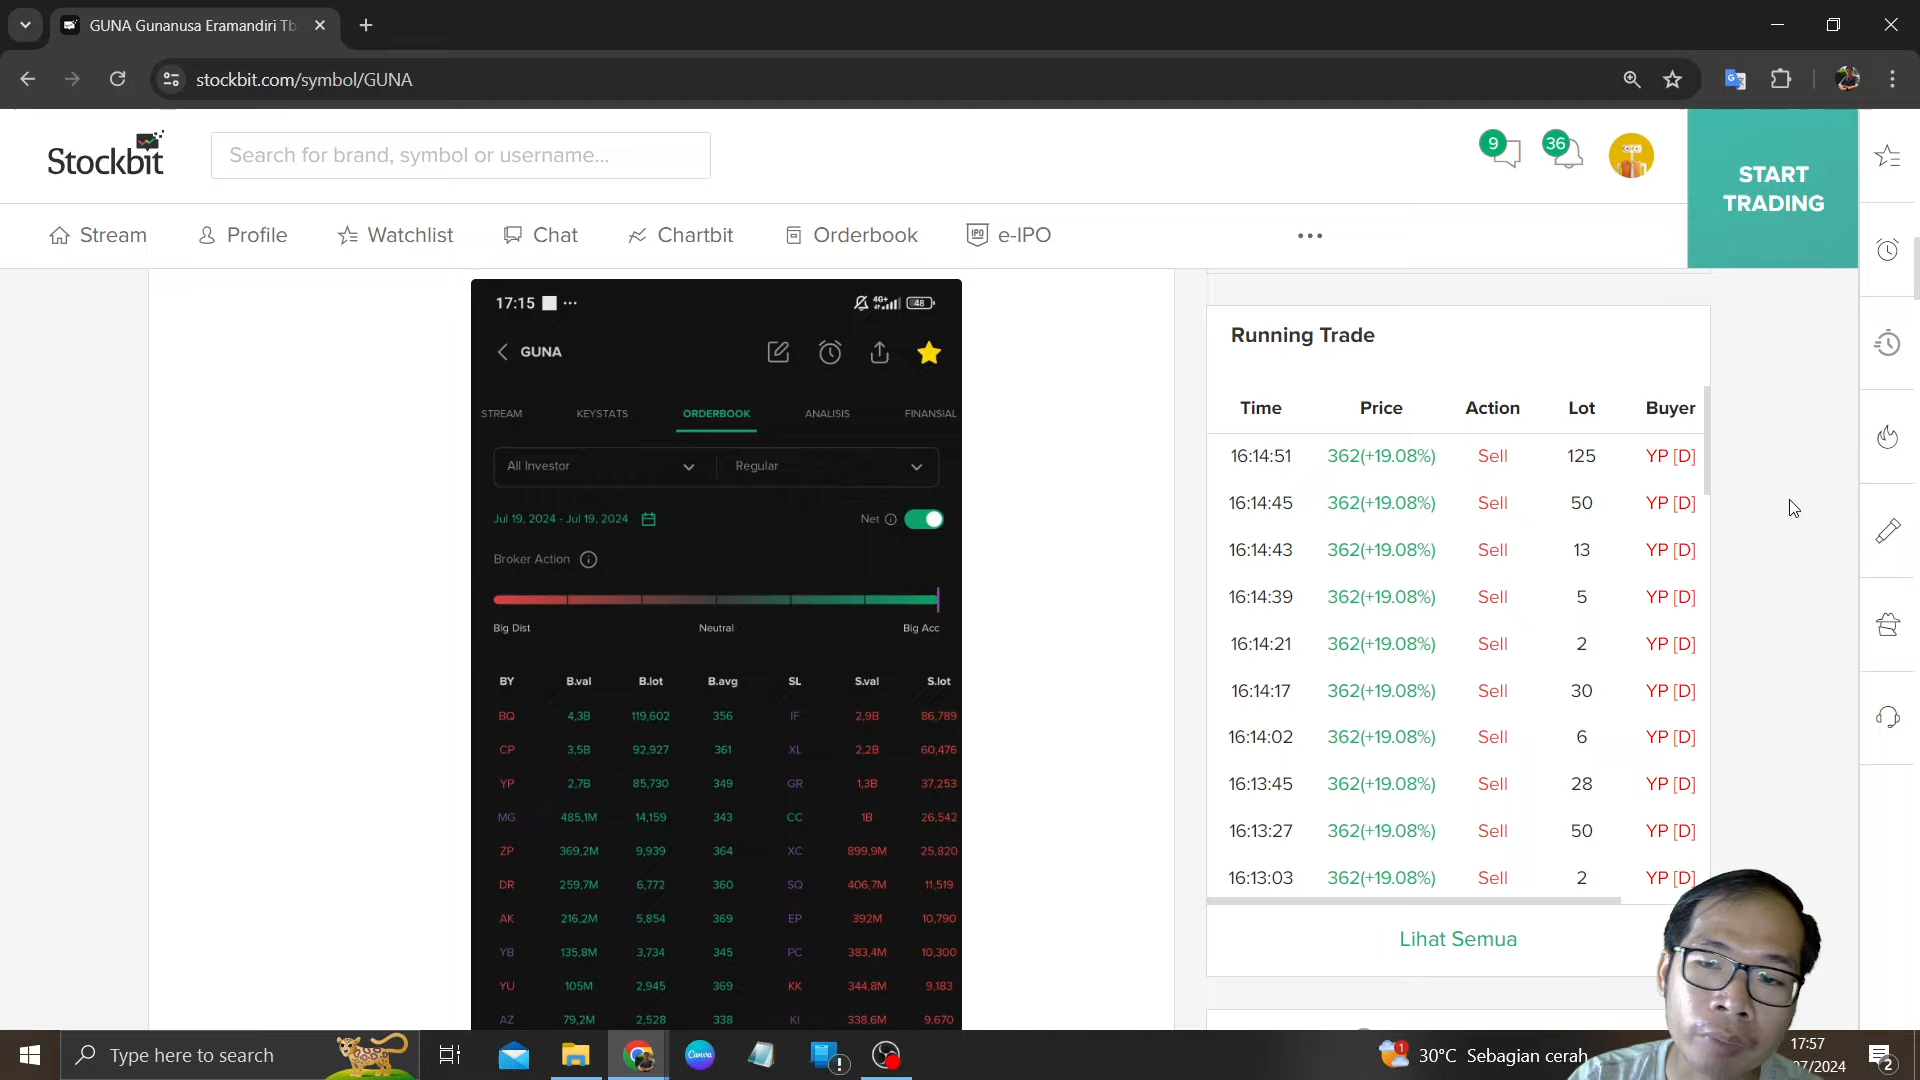 GUNA Gunanusa Eramandiri Tb
stockbit.com/symbol/GUNA
Stockbit
Search for brand, symbol or username...
9
36
START
TRADING
Stream
Profile
Watchlist
Chat
Chartbit
Orderbook
IPO
e-IPO
17:15
4G+
48
GUNA
STREAM KEYSTATS ORDERBOOK ANALISIS FINANSIAL
All Investor Regular
Jul 19, 2024 - Jul 19, 2024 Net
Broker Action
Big Dist Neutral Big Acc
BY B.val B.lot B.avg SL S.val S.lot
BQ 4,3B 119,602 356 IF 2,9B 86,789
CP 3,5B 92,927 361 XL 2,2B 60,476
YP 2,7B 85,730 349 GR 1,3B 37,253
MG 485,1M 14,159 343 CC 1B 26,542
ZP 369,2M 9,939 364 XC 899,9M 25,820
DR 259,7M 6,772 360 SQ 406,7M 11,519
AK 216,2M 5,854 369 EP 392M 10,790
YB 135,8M 3,734 345 PC 383,4M 10,300
YU 105M 2,945 369 KK 344,8M 9,183
AZ 79,2M 2,528 338 KI 338,6M 9,670
Running Trade
Time Price Action Lot Buyer
16:14:51 362(+19.08%) Sell 125 YP [D]
16:14:45 362(+19.08%) Sell 50 YP [D]
16:14:43 362(+19.08%) Sell 13 YP [D]
16:14:39 362(+19.08%) Sell 5 YP [D]
16:14:21 362(+19.08%) Sell 2 YP [D]
16:14:17 362(+19.08%) Sell 30 YP [D]
16:14:02 362(+19.08%) Sell 6 YP [D]
16:13:45 362(+19.08%) Sell 28 YP [D]
16:13:27 362(+19.08%) Sell 50 YP [D]
16:13:03 362(+19.08%) Sell 2 YP [D]
Lihat Semua
Type here to search
Canva
1
30°C Sebagian cerah
17:57
07/2024
2